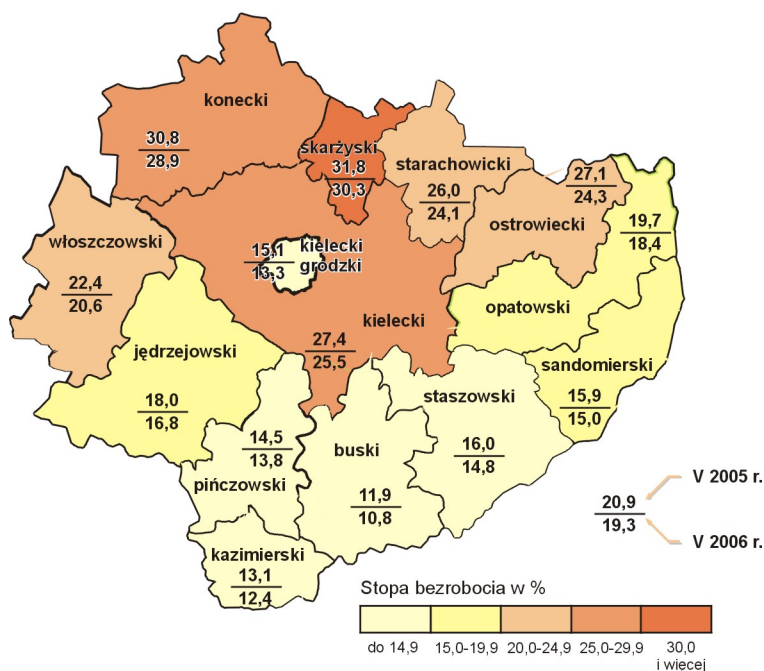 konecki
30,8
28,9
skarżyski
31,8
30,3
starachowicki
26,0
24,1
27,1
24,3
ostrowiecki
19,7
18,4
włoszczowski
22,4
20,6
15,1
13,3
kielecki
grodzki
kielecki
27,4
25,5
opatowski
jędrzejowski
18,0
16,8
sandomierski
15,9
15,0
staszowski
16,0
14,8
14,5
13,8
pińczowski
buski
11,9
10,8
kazimierski
13,1
12,4
20,9
19,3
V 2005 r.
V 2006 r.
Stopa bezrobocia w %
do 14,9 15,0-19,9 20,0-24,9 25,0-29,9 30,0
i wiecej